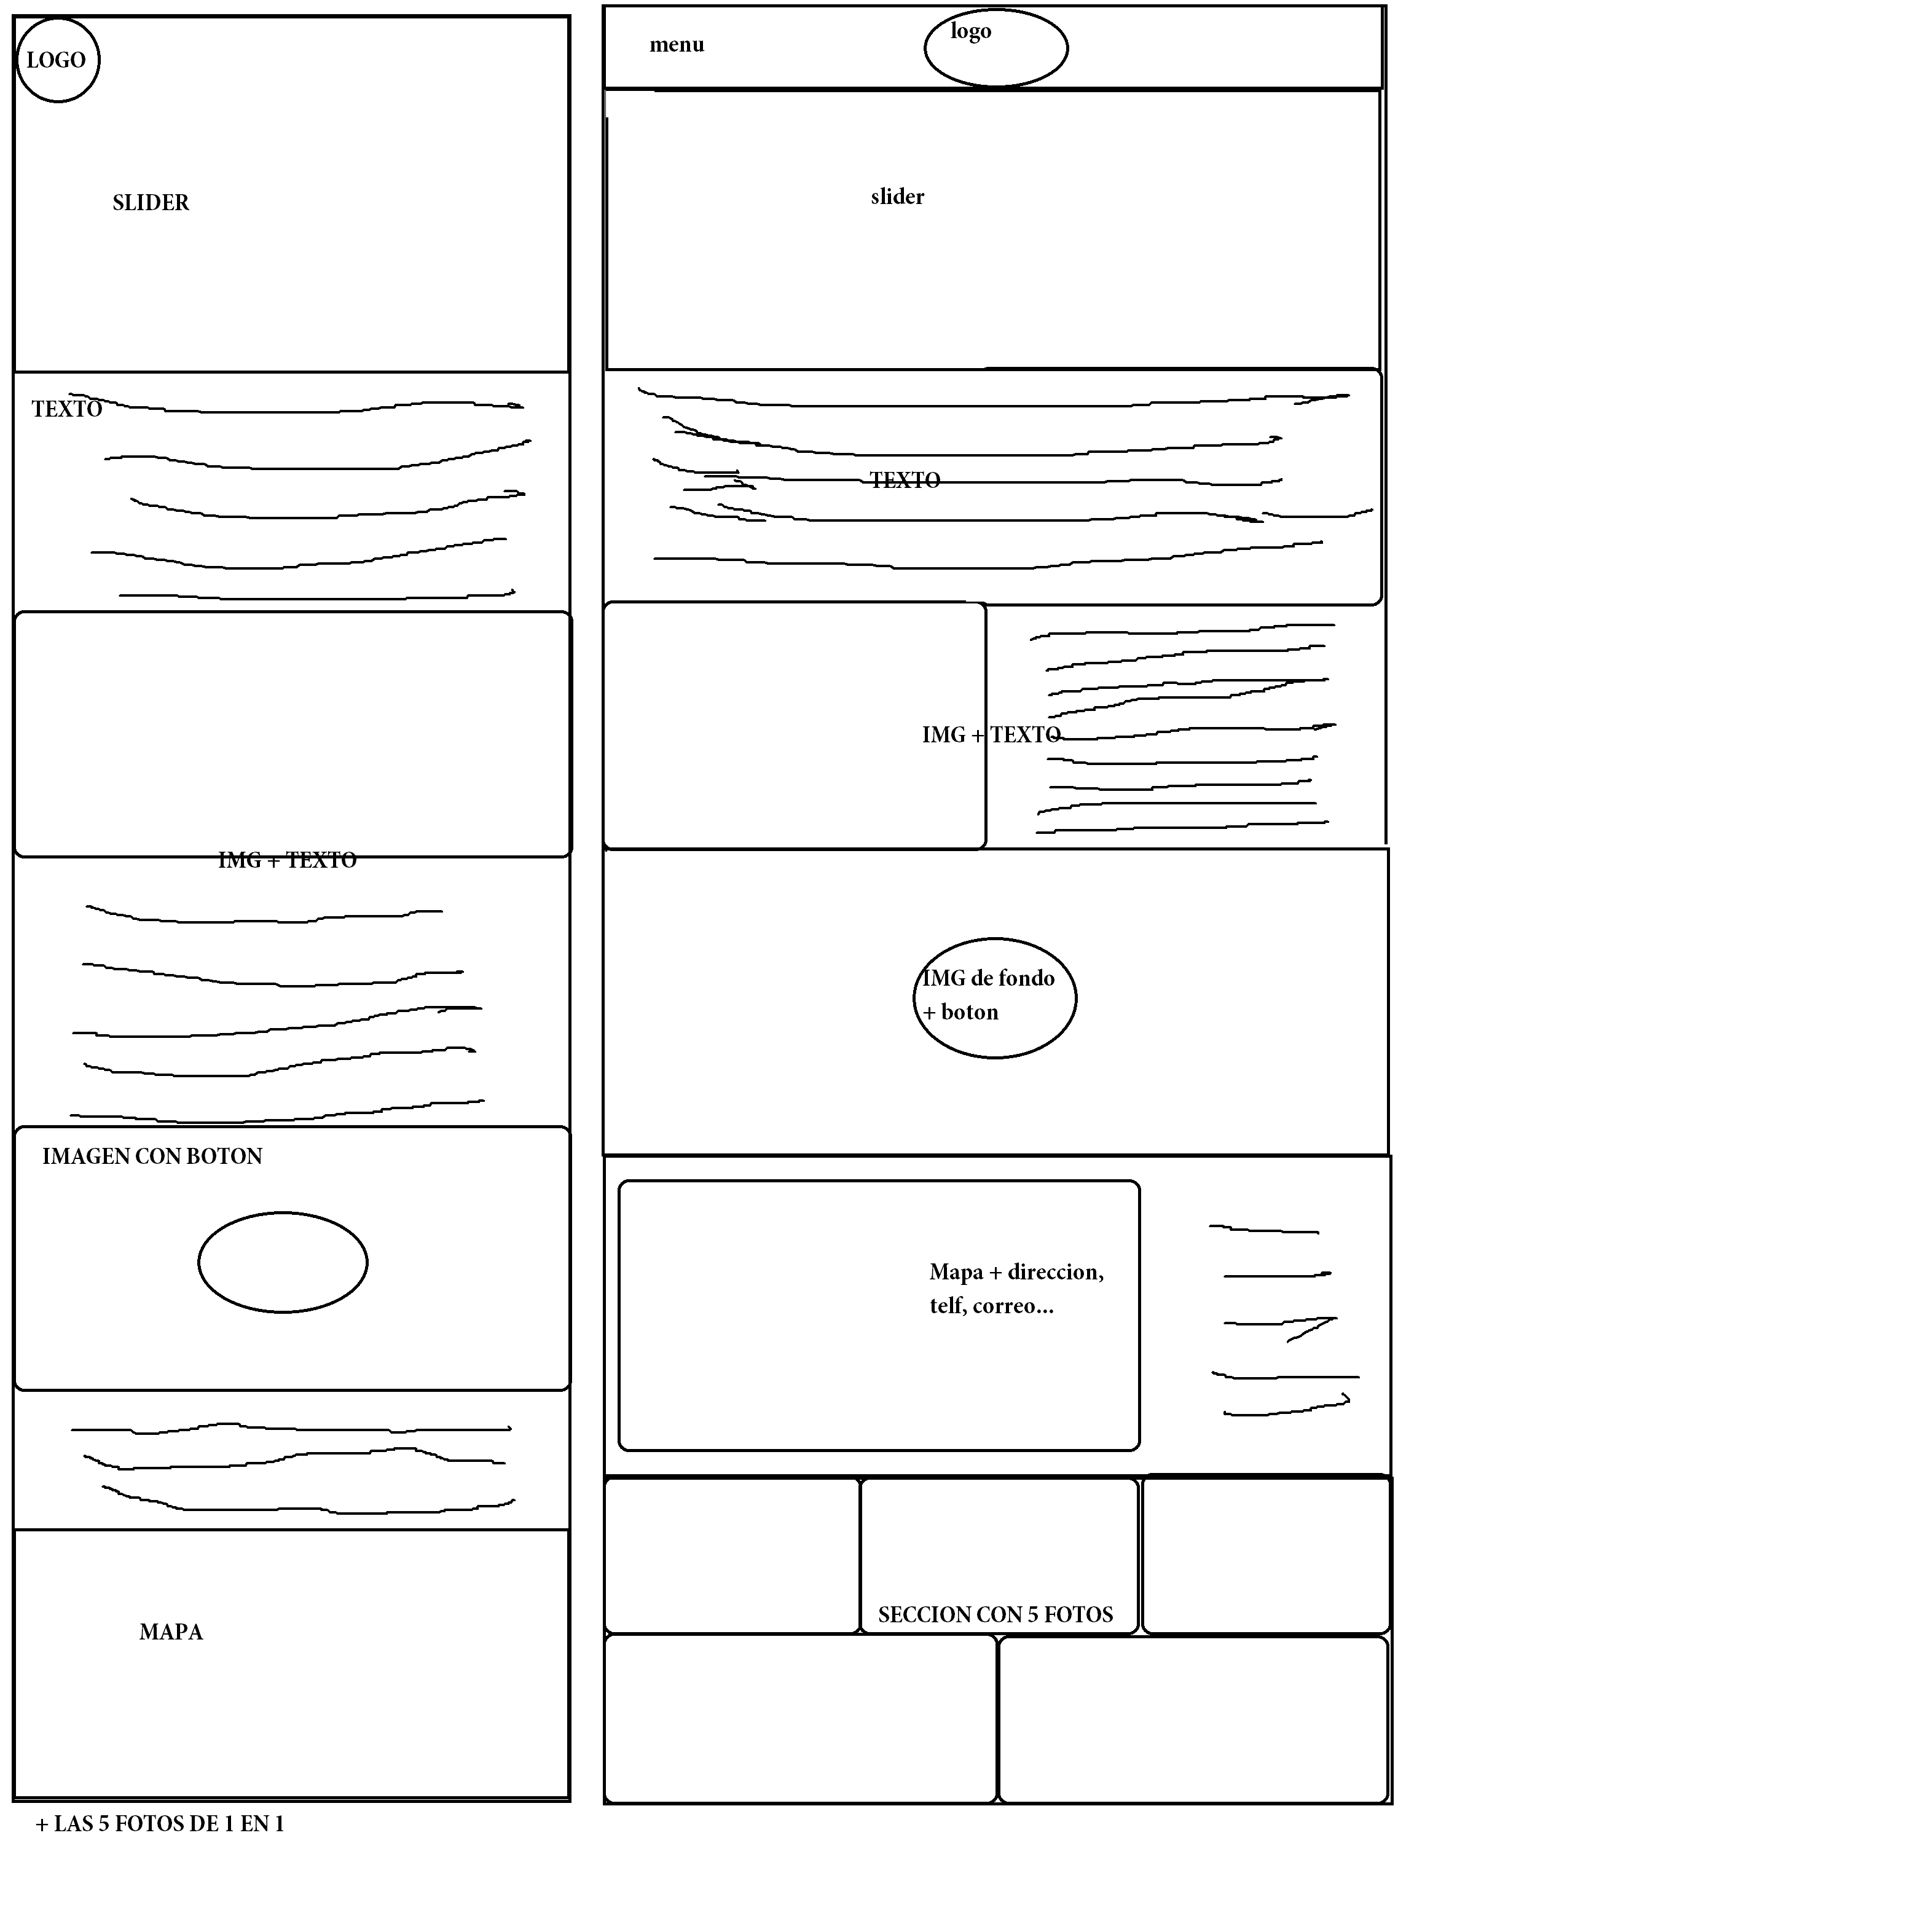 LOGO
SLIDER
TEXTO
IMG + TEXTO
IMAGEN CON BOTON
MAPA
+ LAS 5 FOTOS DE 1 EN 1
menu
logo
slider
TEXTO
IMG + TEXTO
IMG de fondo
+ boton
Mapa + direccion,
telf, correo...
SECCION CON 5 FOTOS